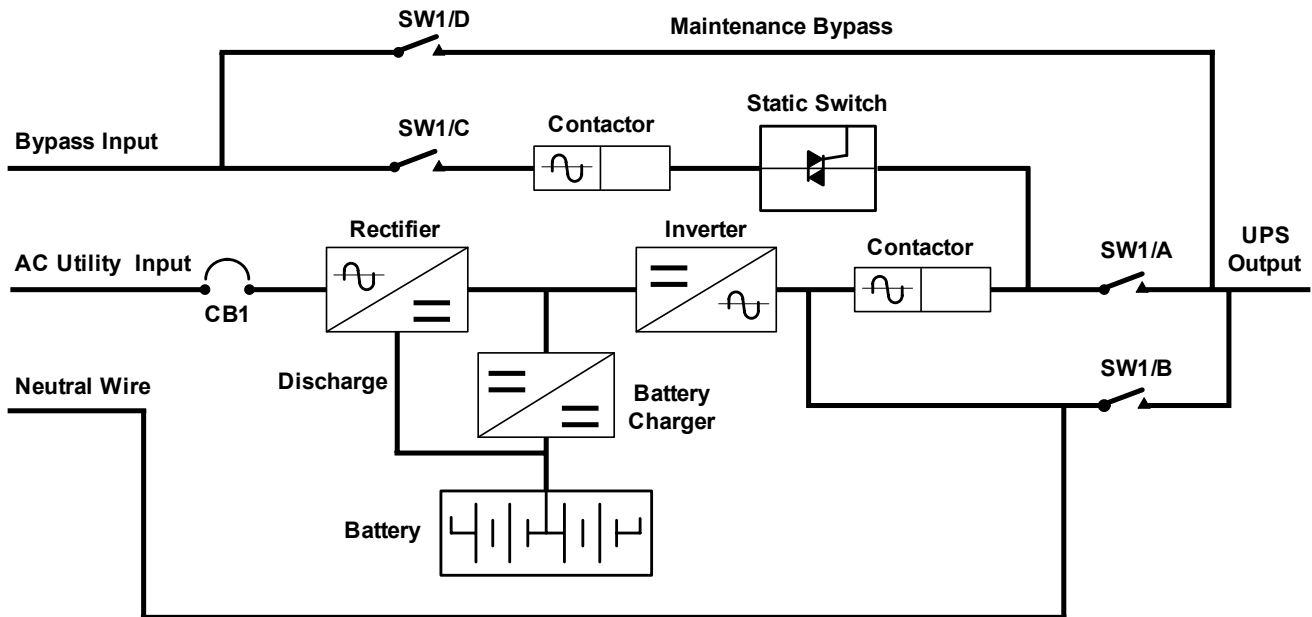 SW1/D
Maintenance Bypass
Static Switch
Bypass Input
SW1/C
Contactor
Rectifier
Inverter
Contactor
SW1/A
UPS
Output
AC Utility Input
CB1
Neutral Wire
Discharge
Battery
Charger
SW1/B
Battery